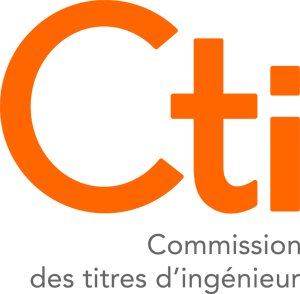 Cti
Commission
des titres d'ingénieur